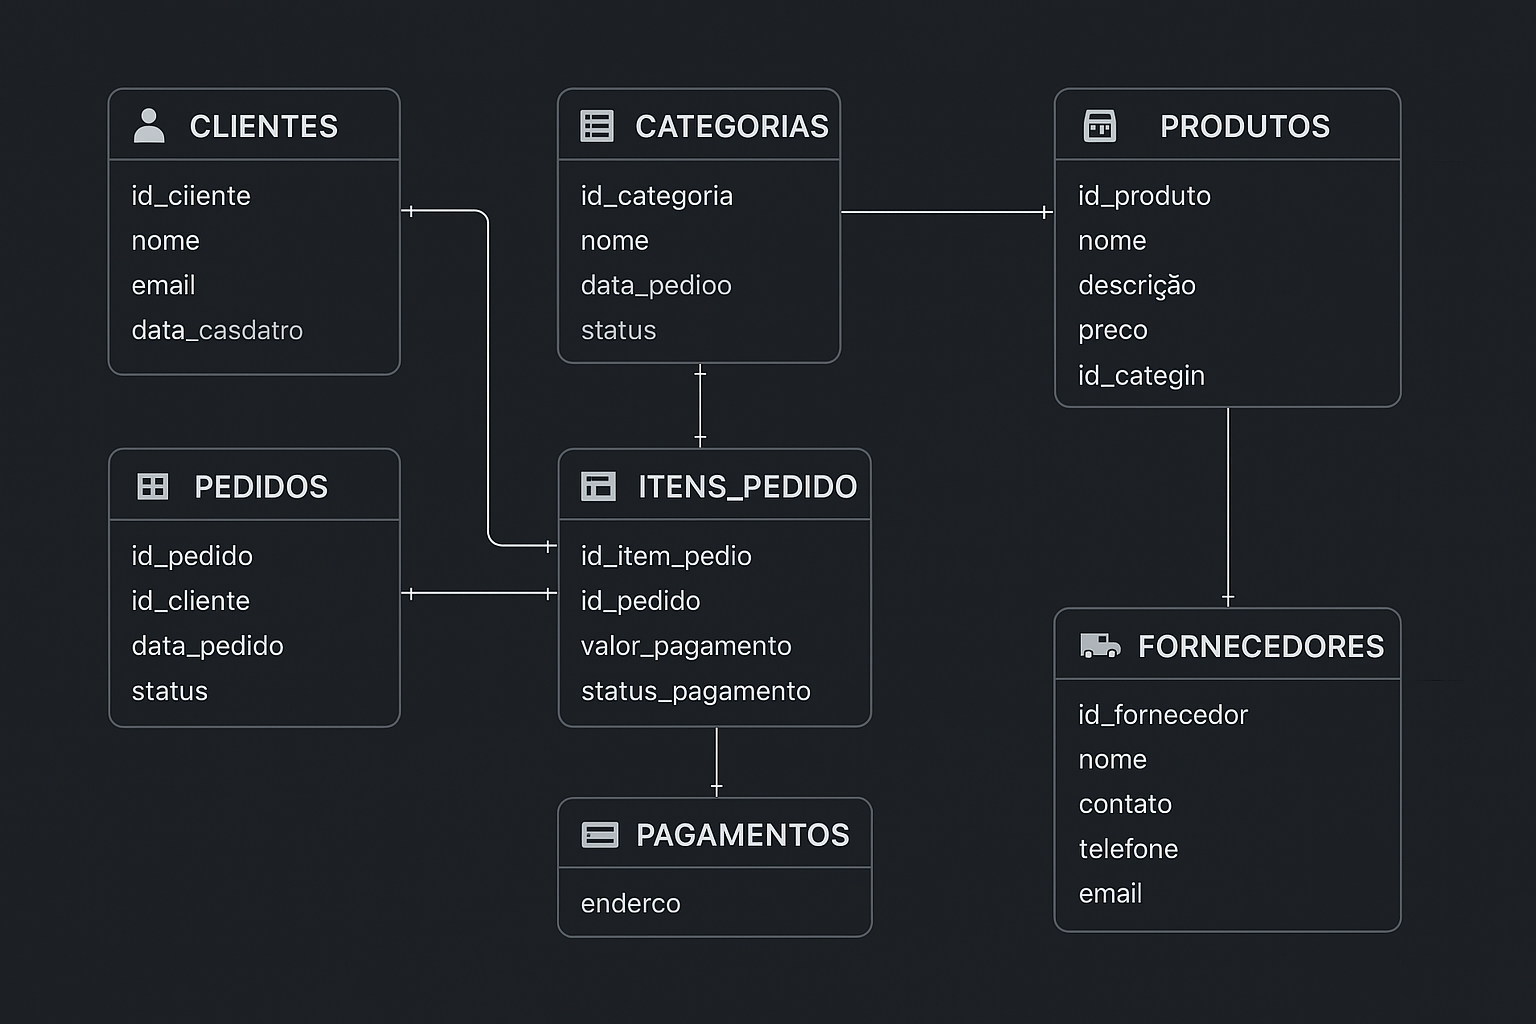 CLIENTES
id_ciiente
nome
email
data_casdatro
CATEGORIAS
id_categoria
nome
data_pedioo
status
PRODUTOS
id_produto
nome
descrição
preco
id_categin
PEDIDOS
id_pedido
id_cliente
data_pedido
status
ITENS_PEDIDO
id_item_pedio
id_pedido
valor_pagamento
status_pagamento
PAGAMENTOS
enderco
FORNECEDORES
id_fornecedor
nome
contato
telefone
email